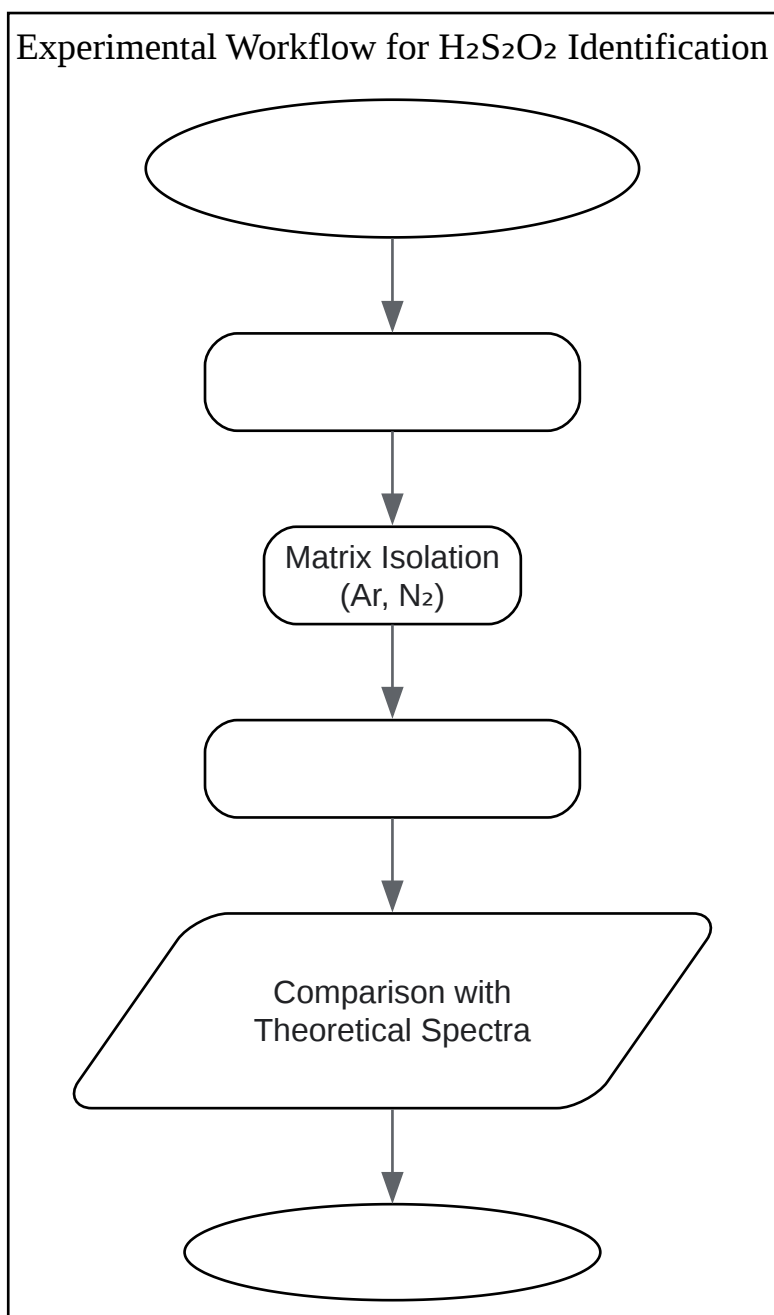 Experimental Workflow for H₂S₂O₂ Identification
Matrix Isolation
(Ar, N₂)
Comparison with
Theoretical Spectra